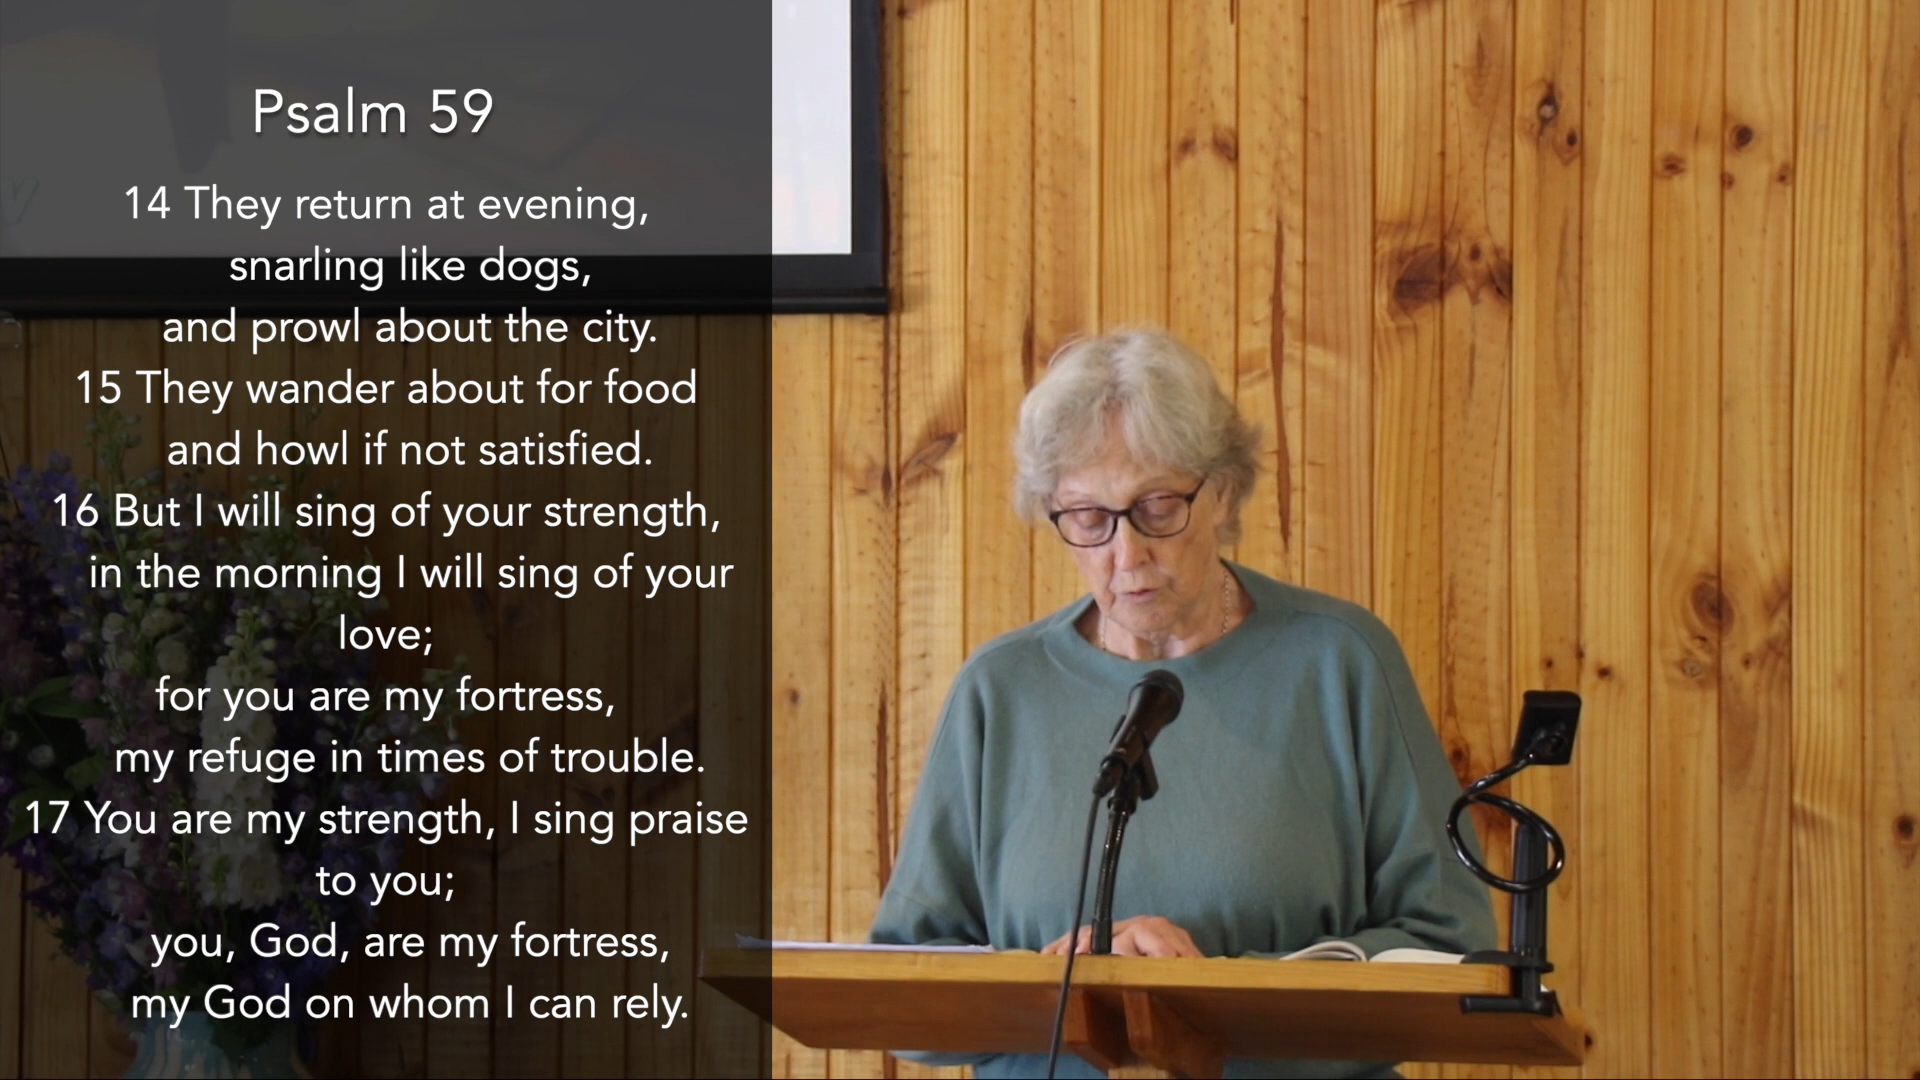 Psalm 59
14 They return at evening,
snarling like dogs,
and prowl about the city.
15 They wander about for food
and howl if not satisfied.
16 But I will sing of your strength,
in the morning I will sing of your
love;
for you are my fortress,
my refuge in times of trouble.
17 You are my strength, I sing praise
to you;
you, God, are my fortress,
my God on whom I can rely.